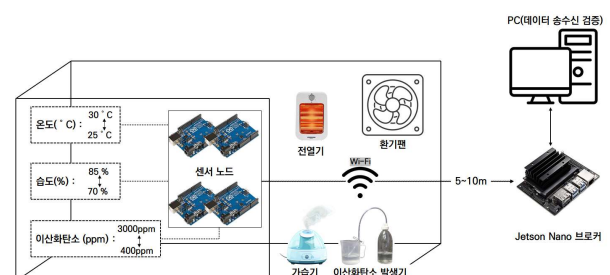 PC(데이터 송수신 검증)
온도(˚C) :
30˚C
25˚C
습도(%) :
85 %
70 %
이산화탄소 (ppm) :
3000ppm
400ppm
센서 노드
전열기
환기팬
Wi-Fi
5~10m
Jetson Nano 브로커
가습기
이산화탄소 발생기